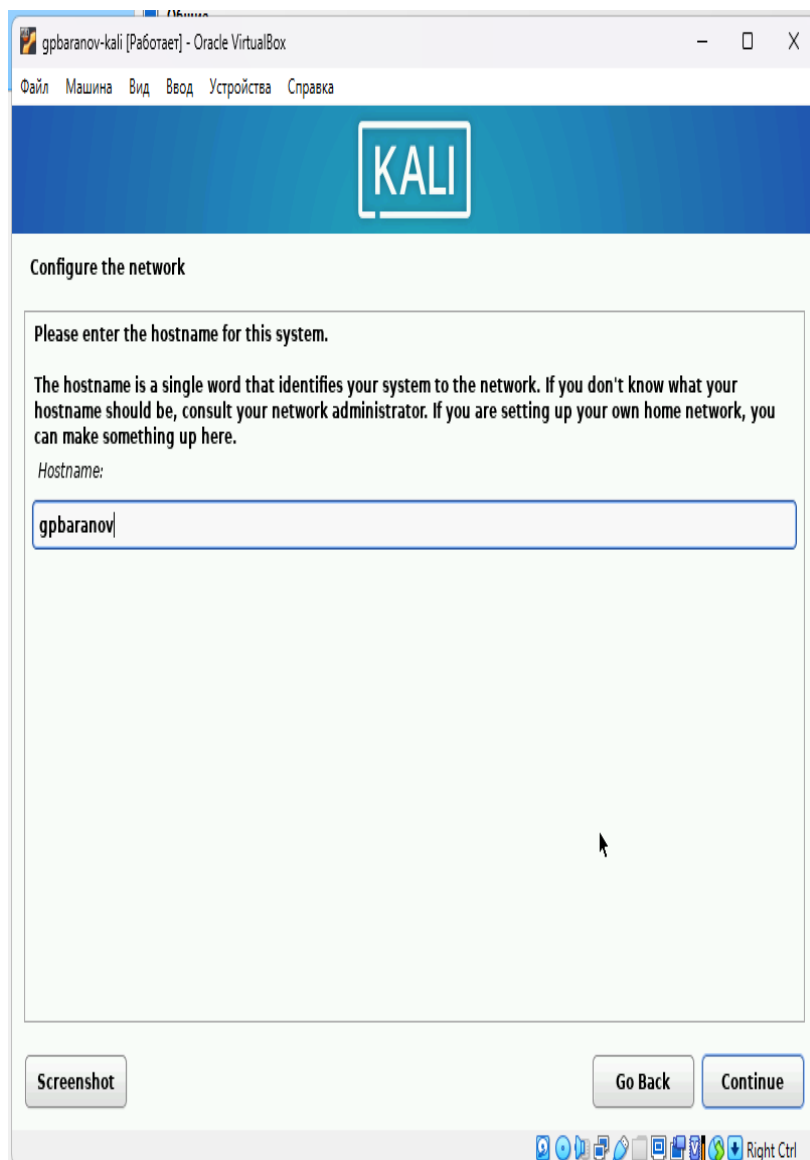 Общие
gpbaranov-kali [Работает] - Oracle VirtualBox
Файл Машина Вид Ввод Устройства Справка
KALI
Configure the network
Please enter the hostname for this system.
The hostname is a single word that identifies your system to the network. If you don't know what your
hostname should be, consult your network administrator. If you are setting up your own home network, you
can make something up here.
Hostname:
gpbaranov
Screenshot Go Back Continue
Right Ctrl